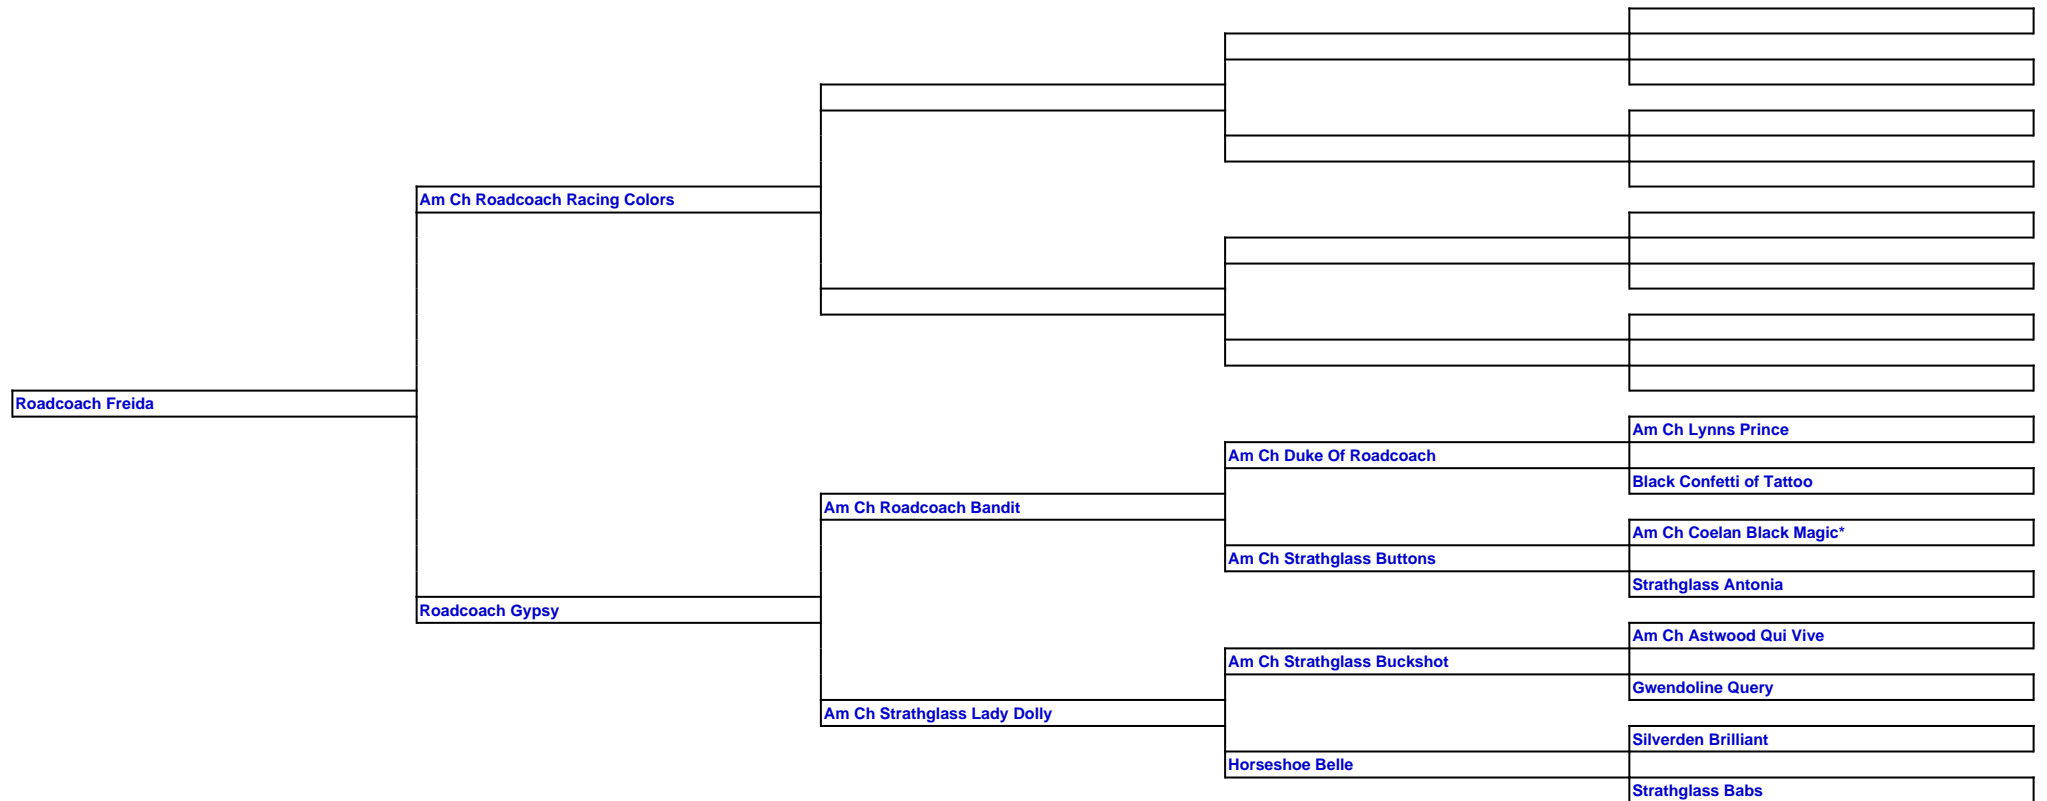 Am Ch Roadcoach Racing Colors
Roadcoach Freida
Am Ch Lynns Prince
Am Ch Duke Of Roadcoach
Black Confetti of Tattoo
Am Ch Roadcoach Bandit
Am Ch Coelan Black Magic*
Am Ch Strathglass Buttons
Strathglass Antonia
Roadcoach Gypsy
Am Ch Astwood Qui Vive
Am Ch Strathglass Buckshot
Gwendoline Query
Am Ch Strathglass Lady Dolly
Silverden Brilliant
Horseshoe Belle
Strathglass Babs